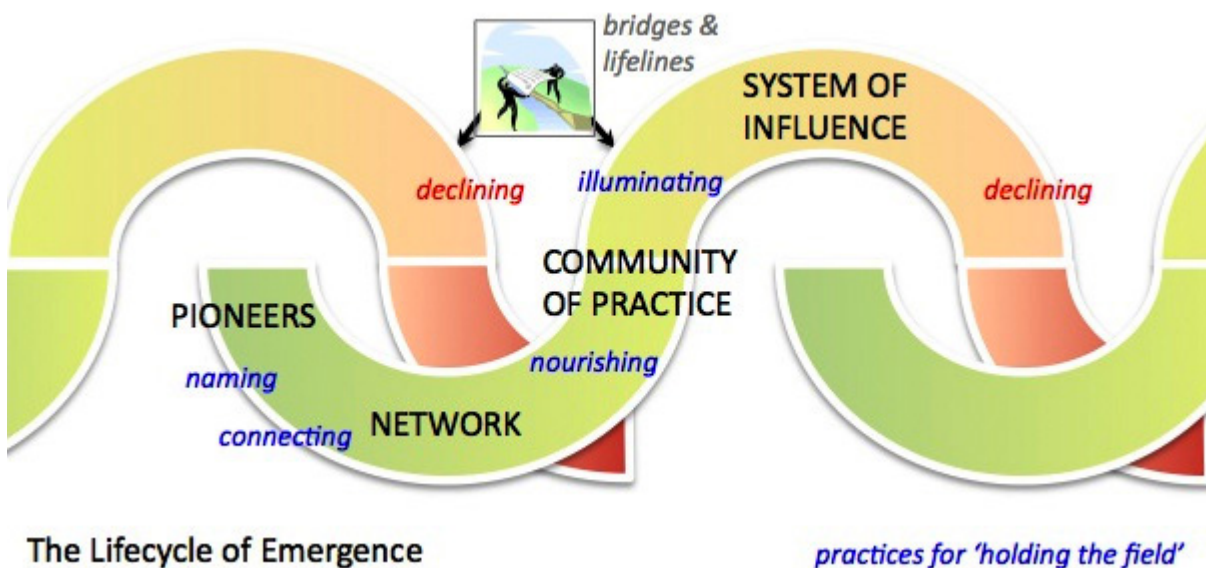 bridges &
lifelines
SYSTEM OF
INFLUENCE
declining
illuminating
declining
COMMUNITY
OF PRACTICE
PIONEERS
nourishing
naming
connecting
NETWORK
The Lifecycle of Emergence
practices for ‘holding the field’